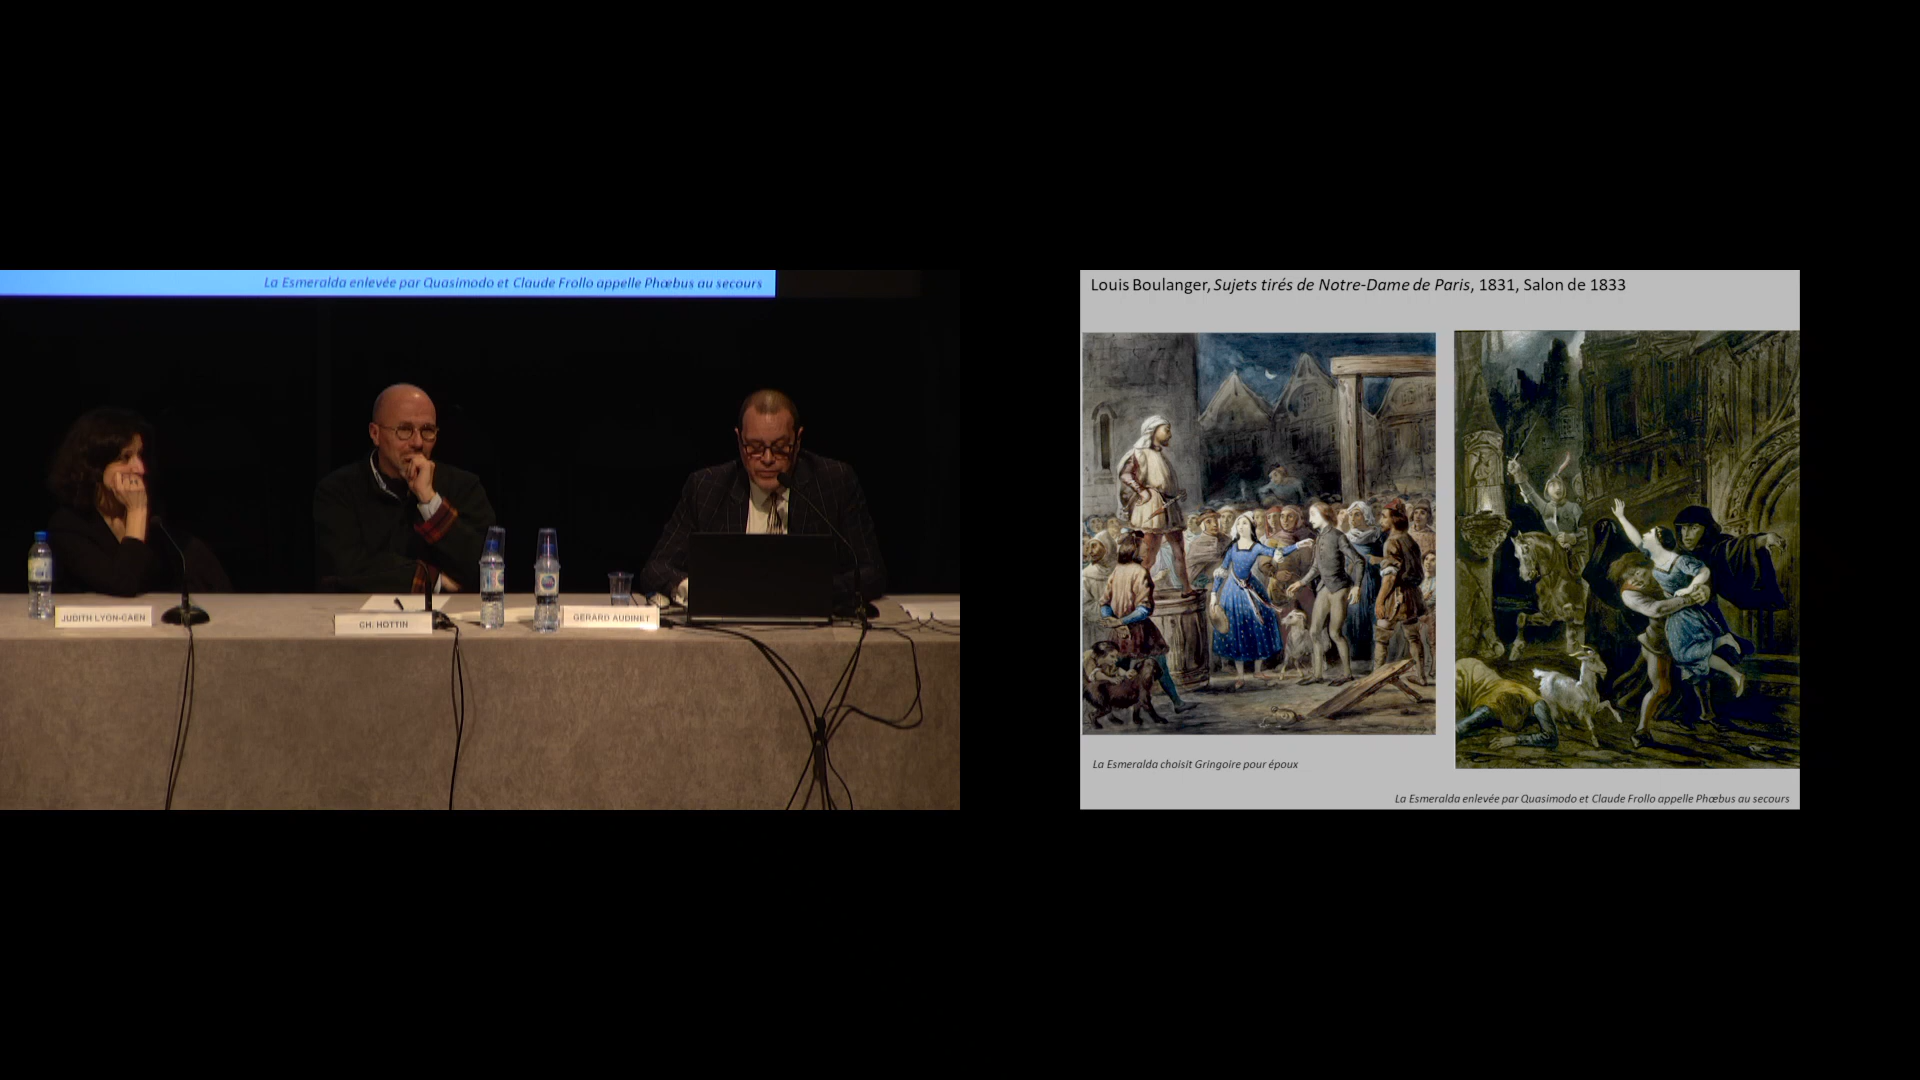 La Esmeralda enlevée par Quasimodo et Claude Frollo appelle Phœbus au secours
JUDITH LYON-CAEN
CH. HOTTIN
GERARD AUDINET
Louis Boulanger, Sujets tirés de Notre-Dame de Paris, 1831, Salon de 1833
La Esmeralda choisit Gringoire pour époux
La Esmeralda enlevée par Quasimodo et Claude Frollo appelle Phœbus au secours